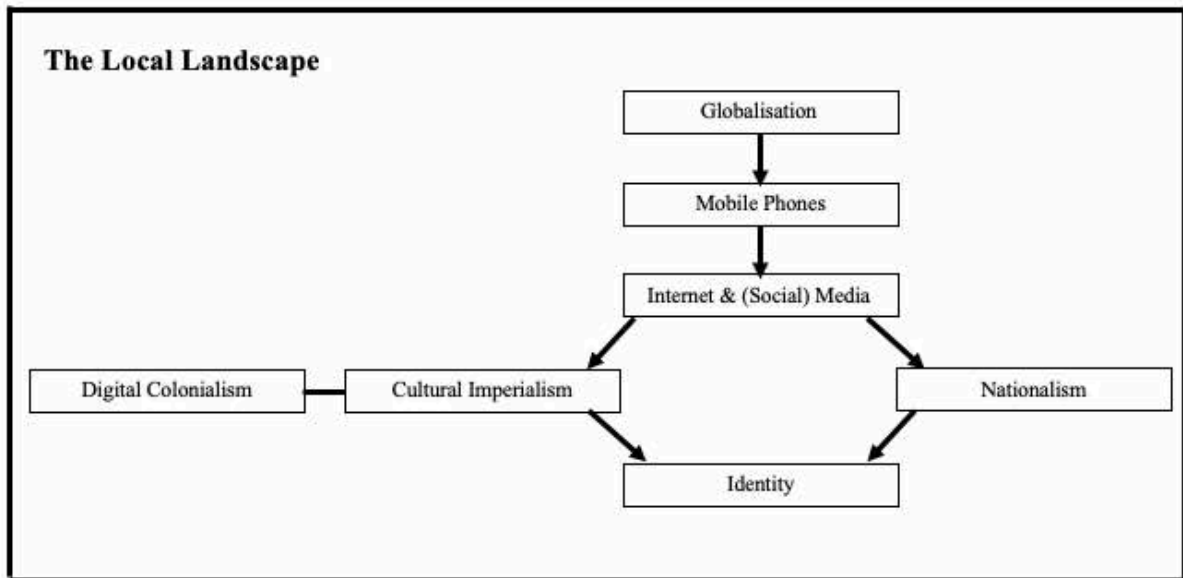 The Local Landscape
Globalisation
Mobile Phones
Internet & (Social) Media
Digital Colonialism
Cultural Imperialism
Nationalism
Identity